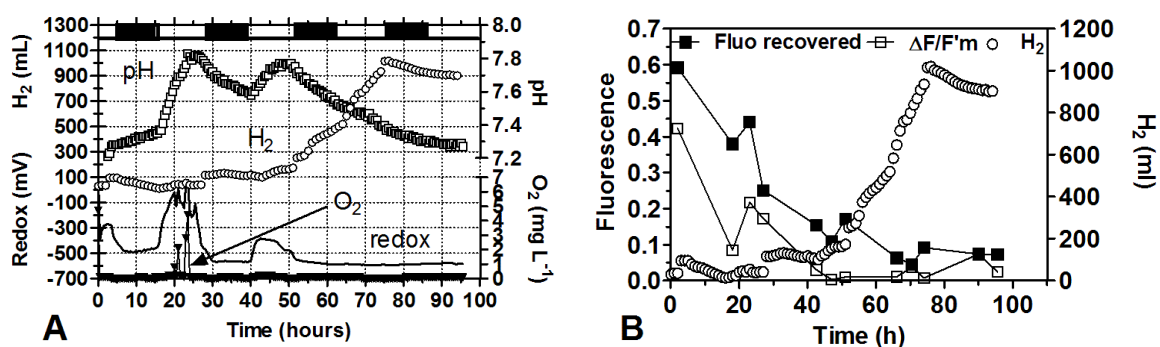 1300
1100
900
700
500
300
100
-100
-300
-500
-700
H2 (mL)
Redox (mV)
8.0
7.8
7.6
7.4
7.2
7
6
5
4
3
2
1
0
pH
O2 (mg L-1)
pH
H2
O2
redox
0 10 20 30 40 50 60 70 80 90 100
Time (hours)
A
0.7
0.6
0.5
0.4
0.3
0.2
0.1
0.0
Fluorescence
Fluo recovered ΔF/F'm H2
1200
1000
800
600
400
200
0
H2 (ml)
0 20 40 60 80 100
Time (h)
B